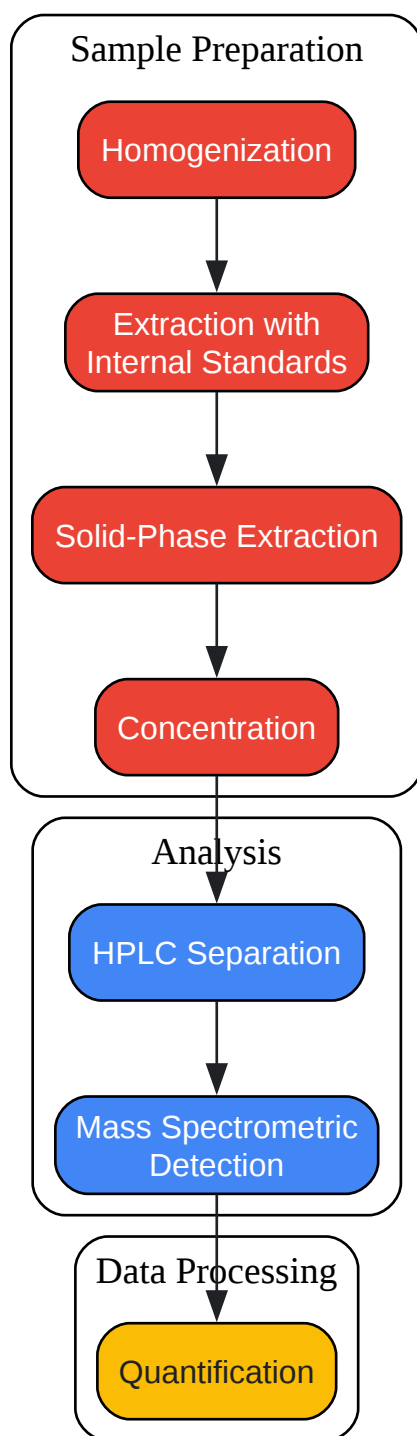 Sample Preparation
Homogenization
Extraction with
Internal Standards
Solid-Phase Extraction
Concentration
Analysis
HPLC Separation
Mass Spectrometric
Detection
Data Processing
Quantification